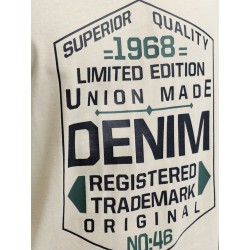 SUPERIOR QUALITY
1968
LIMITED EDITION
UNION MADE
DENIM
REGISTERED
TRADEMARK
ORIGINAL
NO:46